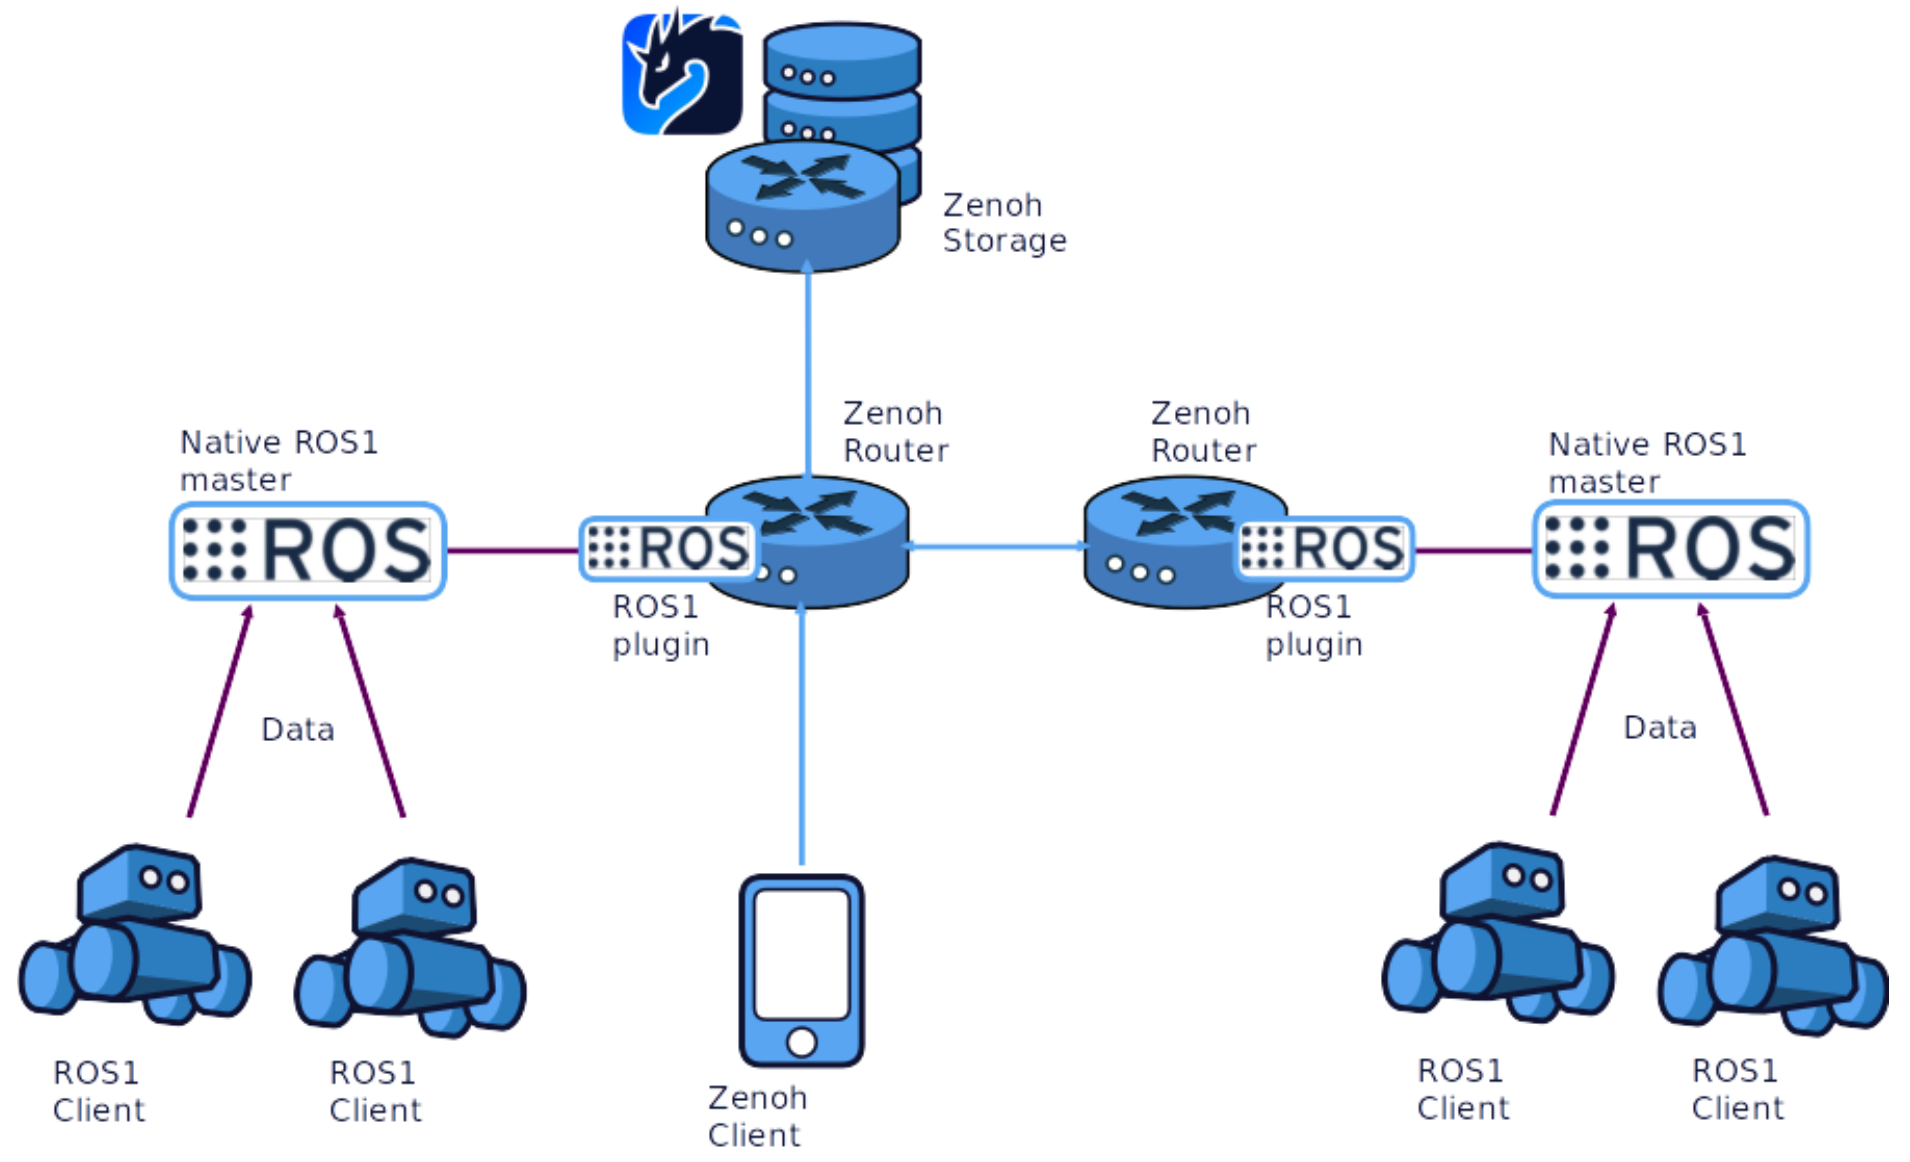 Zenoh
Storage
Zenoh
Router
Zenoh
Router
Native ROS1
master
Native ROS1
master
ROS
ROS
ROS
ROS
ROS1
plugin
ROS1
plugin
Data
Data
ROS1
Client
ROS1
Client
Zenoh
Client
ROS1
Client
ROS1
Client